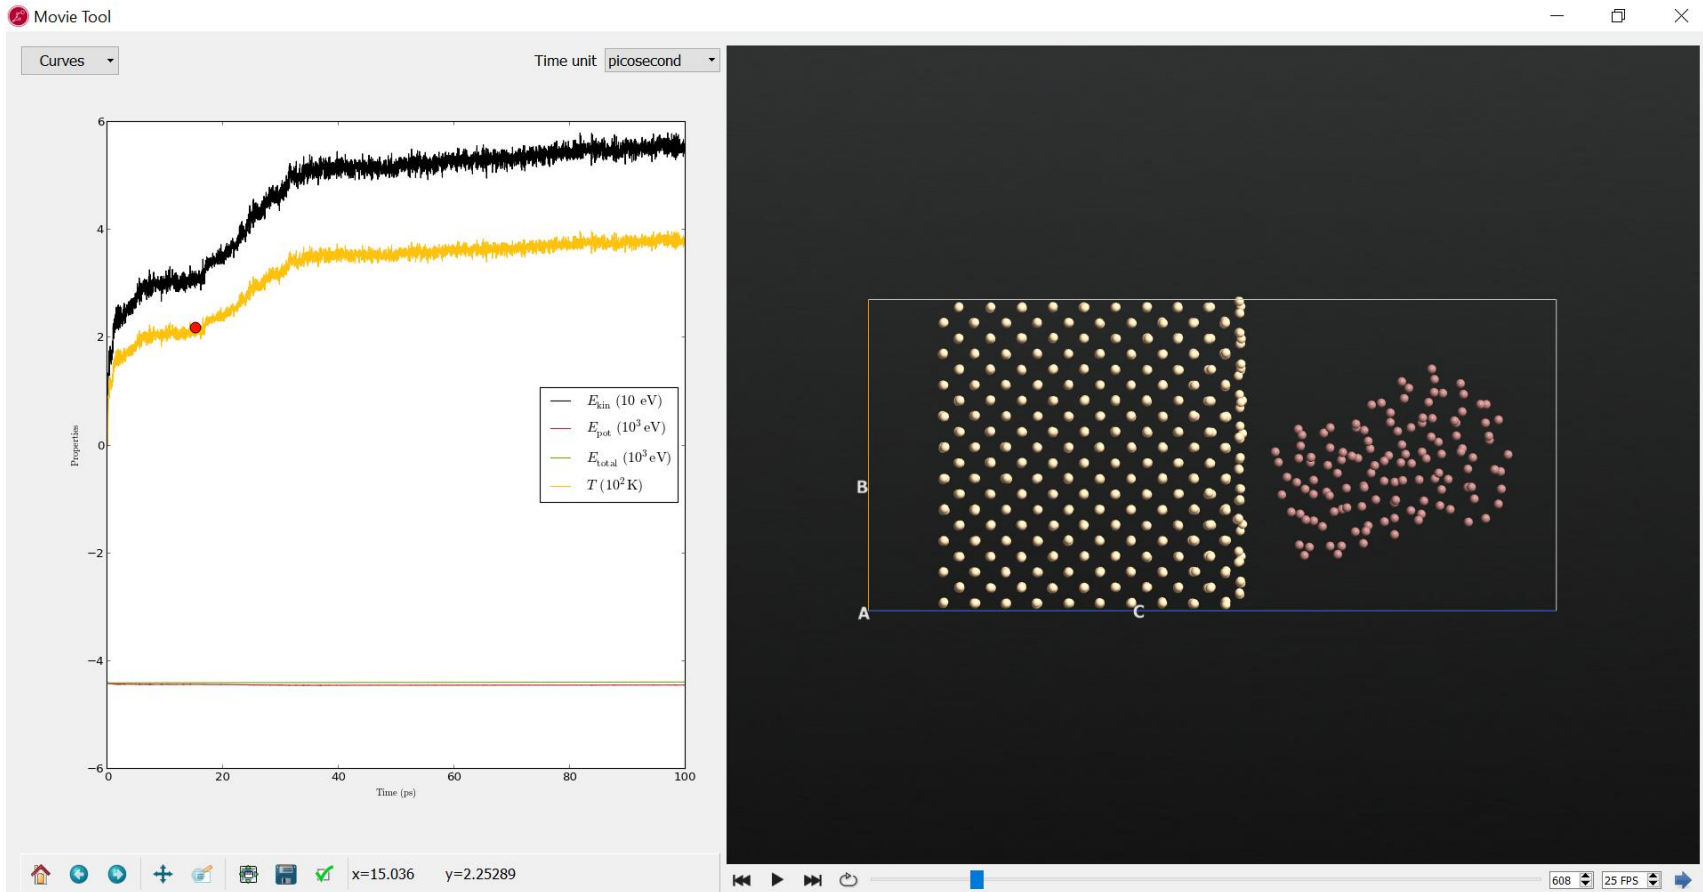 Movie Tool
Curves
Time unit picosecond
6
4
2
0
−2
−4
−6
Properties
E_kin (10 eV)
E_pot (10^3 eV)
E_total (10^3 eV)
T (10^2 K)
0 20 40 60 80 100
Time (ps)
B
A
C
x=15.036 y=2.25289
608 25 FPS